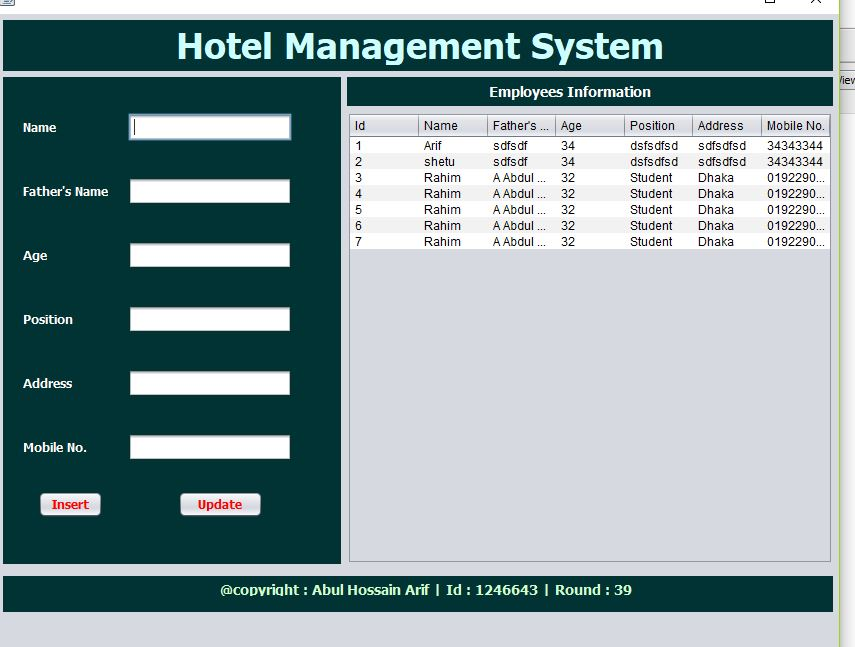 Hotel Management System
Employees Information
Name
Father's Name
Age
Position
Address
Mobile No.
Insert Update
Id Name Father's ... Age Position Address Mobile No.
1 Arif sdfsdf 34 dsfsdfsd sdfsdfsd 34343344
2 shetu sdfsdf 34 dsfsdfsd sdfsdfsd 34343344
3 Rahim A Abdul ... 32 Student Dhaka 0192290...
4 Rahim A Abdul ... 32 Student Dhaka 0192290...
5 Rahim A Abdul ... 32 Student Dhaka 0192290...
6 Rahim A Abdul ... 32 Student Dhaka 0192290...
7 Rahim A Abdul ... 32 Student Dhaka 0192290...
@copyright : Abul Hossain Arif | Id : 1246643 | Round : 39